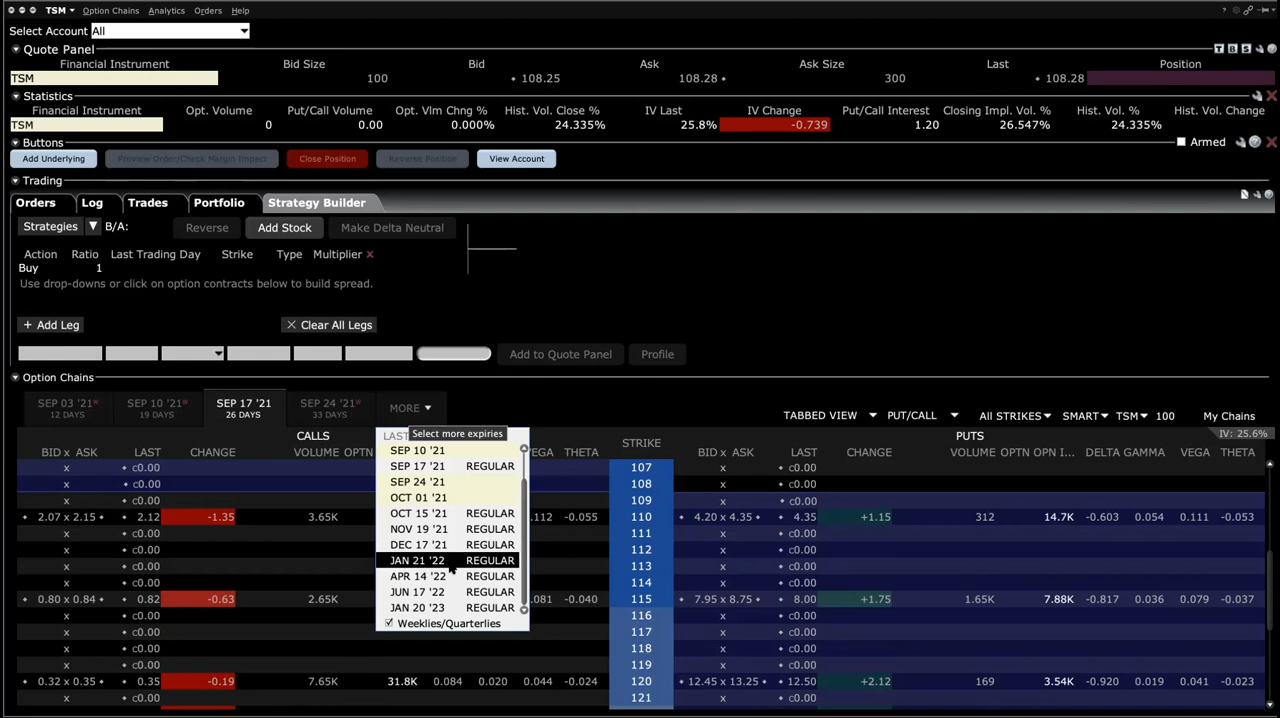 TSM ▾ Option Chains Analytics Orders Help ?
Select Account All
Quote Panel T B S
Financial Instrument Bid Size Bid Ask Ask Size Last Position
TSM 100 108.25 108.28 300 108.28
Statistics
Financial Instrument Opt. Volume Put/Call Volume Opt. Vlm Chng % Hist. Vol. Close % IV Last IV Change Put/Call Interest Closing Impl. Vol. % Hist. Vol. % Hist. Vol. Change
TSM 0 0.00 0.000% 24.335% 25.8% -0.739 1.20 26.547% 24.335%
Buttons Armed
Add Underlying Preview Order/Check Margin Impact Close Position Reverse Position View Account
Trading
Orders Log Trades Portfolio Strategy Builder
Strategies B/A: Reverse Add Stock Make Delta Neutral
Action Ratio Last Trading Day Strike Type Multiplier x
Buy 1
Use drop-downs or click on option contracts below to build spread.
+ Add Leg X Clear All Legs
Add to Quote Panel Profile
Option Chains
SEP 03 '21* SEP 10 '21* SEP 17 '21 SEP 24 '21* MORE
12 DAYS 19 DAYS 26 DAYS 33 DAYS
TABBED VIEW PUT/CALL All STRIKES SMART TSM 100 My Chains
IV: 25.6%
CALLS STRIKE PUTS
BID x ASK LAST CHANGE VOLUME OPTN VEGA THETA BID x ASK LAST CHANGE VOLUME OPTN OPN I... DELTA GAMMA VEGA THETA
LAST
Select more expiries
SEP 10 '21
SEP 17 '21 REGULAR
SEP 24 '21
OCT 01 '21
OCT 15 '21 REGULAR
NOV 19 '21 REGULAR
DEC 17 '21 REGULAR
JAN 21 '22 REGULAR
APR 14 '22 REGULAR
JUN 17 '22 REGULAR
JAN 20 '23 REGULAR
Weeklies/Quarterlies
x c0.00 107 x c0.00
x c0.00 108 x c0.00
x c0.00 109 x c0.00
2.07 x 2.15 2.12 -1.35 3.65K .112 -0.055 110 4.20 x 4.35 4.35 +1.15 312 14.7K -0.603 0.054 0.111 -0.053
x c0.00 111 x c0.00
x c0.00 112 x c0.00
x c0.00 113 x c0.00
x c0.00 114 x c0.00
0.80 x 0.84 0.82 -0.63 2.65K .081 -0.040 115 7.95 x 8.75 8.00 +1.75 1.65K 7.88K -0.817 0.036 0.079 -0.037
x c0.00 116 x c0.00
x c0.00 117 x c0.00
x c0.00 118 x c0.00
x c0.00 119 x c0.00
0.32 x 0.35 0.35 -0.19 7.65K 31.8K 0.084 0.020 0.044 -0.024 120 12.45 x 13.25 12.50 +2.12 169 3.54K -0.920 0.019 0.041 -0.023
x c0.00 121 x c0.00